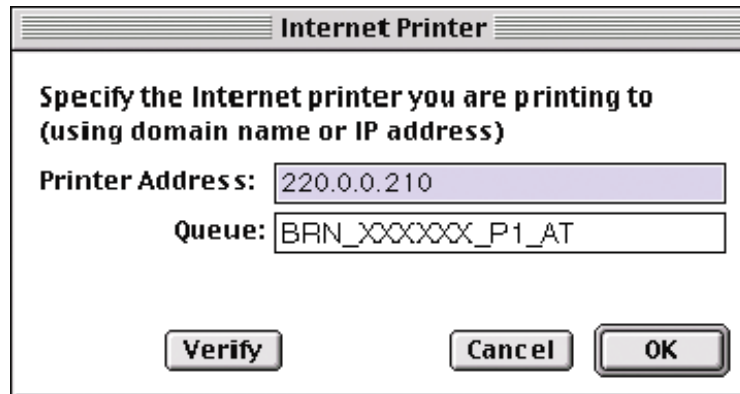 Internet Printer
Specify the Internet printer you are printing to
(using domain name or IP address)
Printer Address: 220.0.0.210
Queue: BRN_XXXXXX_P1_AT
Verify Cancel OK